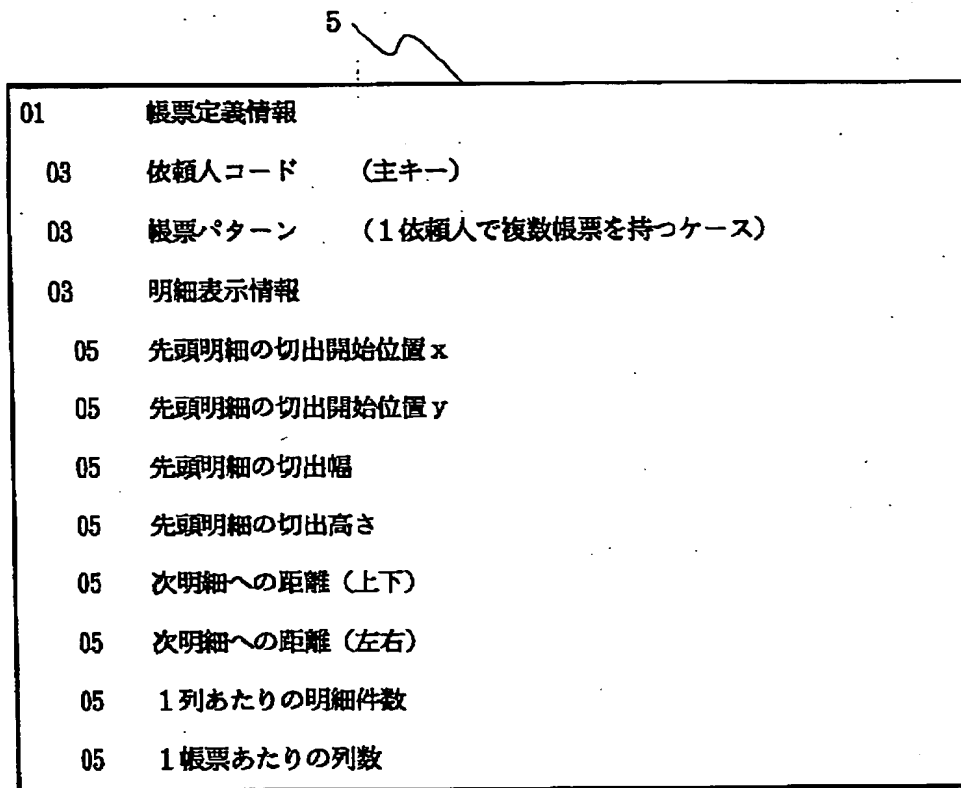 5
01 帳票定義情報
03 依頼人コード (主キー)
03 帳票パターン (1依頼人で複数帳票を持つケース)
03 明細表示情報
05 先頭明細の切出開始位置x
05 先頭明細の切出開始位置y
05 先頭明細の切出幅
05 先頭明細の切出高さ
05 次明細への距離(上下)
05 次明細への距離(左右)
05 1列あたりの明細件数
05 1帳票あたりの列数